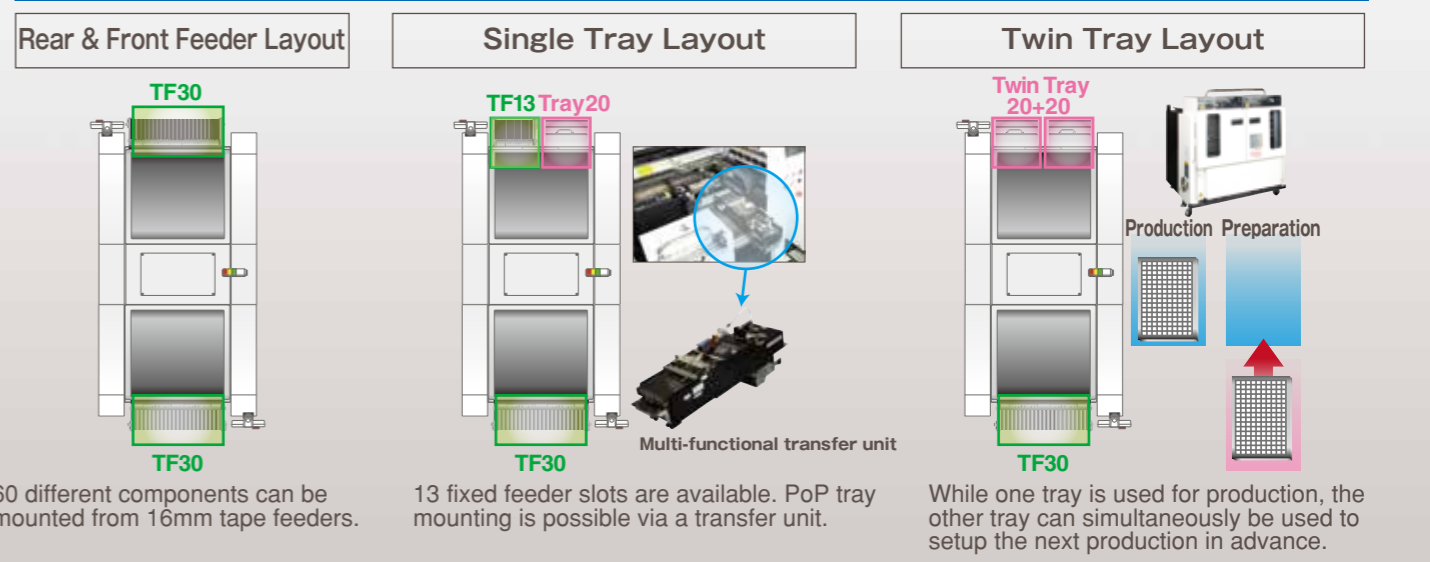 Rear & Front Feeder Layout
TF30
TF30
60 different components can be
mounted from 16mm tape feeders.
Single Tray Layout
TF13 Tray20
Multi-functional transfer unit
TF30
13 fixed feeder slots are available. PoP tray
mounting is possible via a transfer unit.
Twin Tray Layout
Twin Tray
20+20
Production Preparation
TF30
While one tray is used for production, the
other tray can simultaneously be used to
setup the next production in advance.